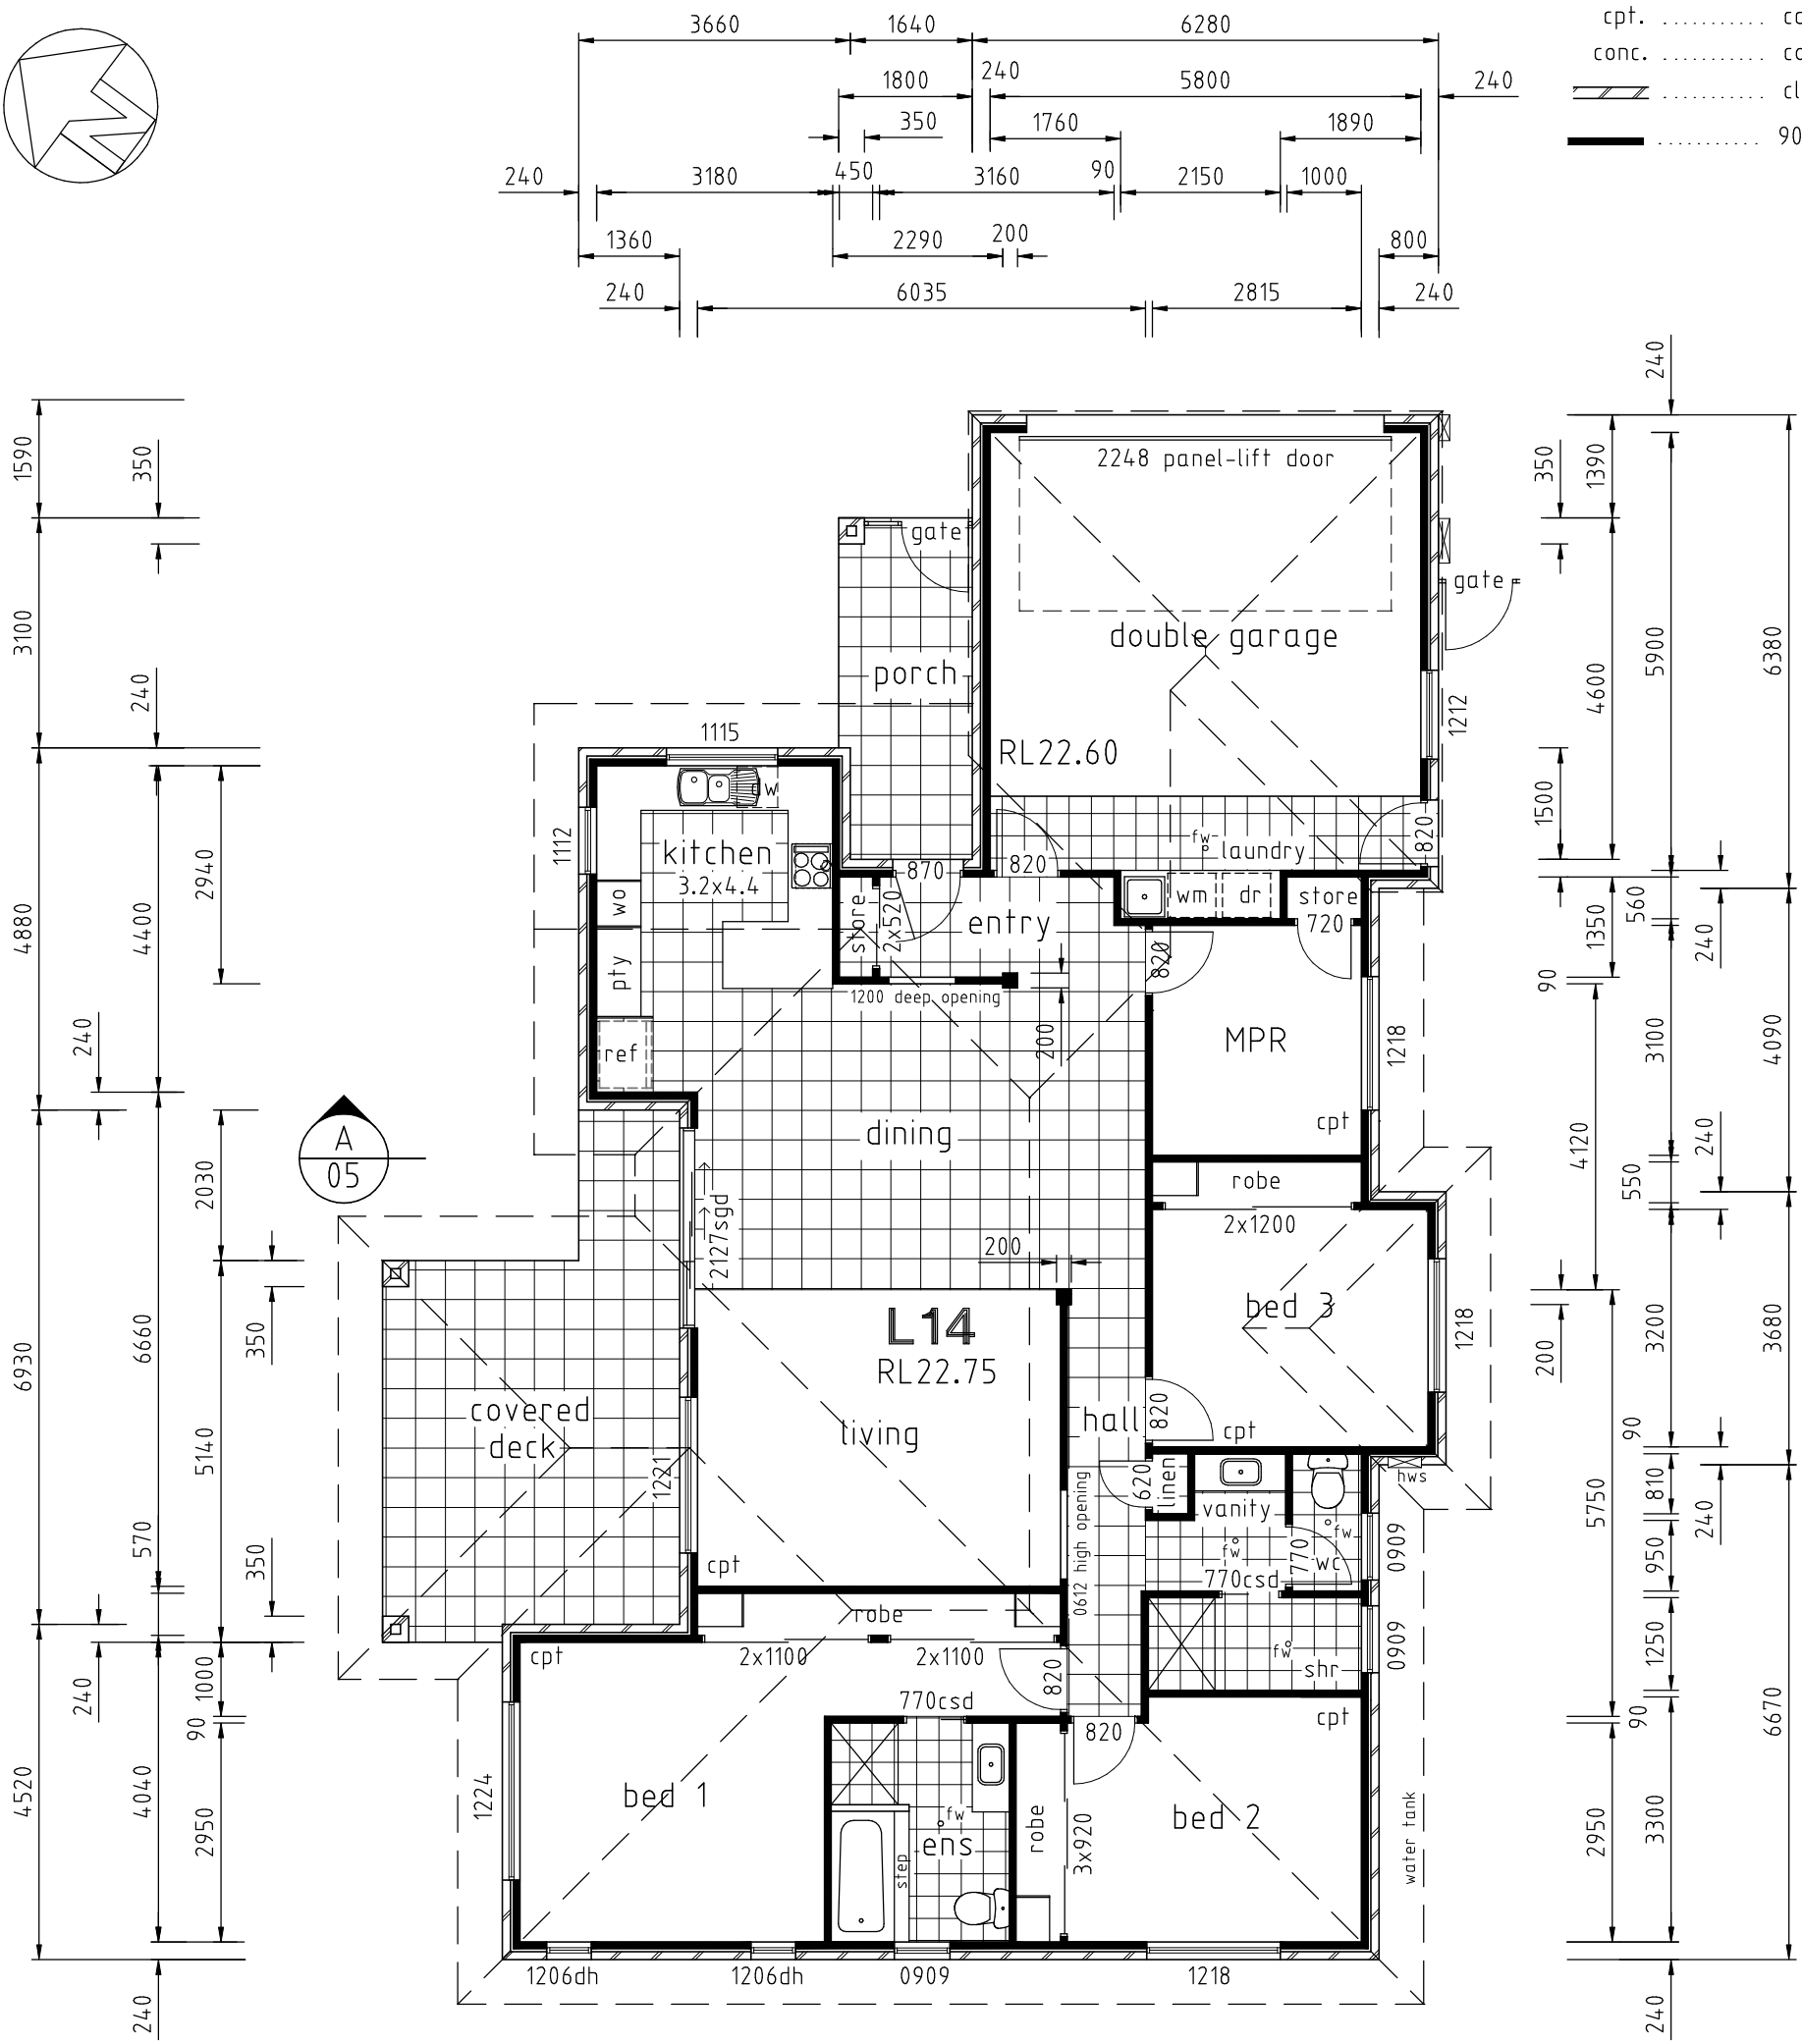 cpt. ........... co
conc. ........... co
........... cl
........... 90
3660 1640 6280
240
1800 5800 240
350 1760 1890
240 3180 450 3160 90 2150 1000
1360 2290 200 800
240 6035 2815 240
N
1590
350
3100
240
4880
4400
2940
240
2030
6930
6660
5140
350
570
350
240
1000
90
4520
4040
2950
240
240
350
1390
5900
6380
4600
1500
560
1350
240
90
3100
4090
4120
240
550
3200
3680
200
90
5750
810
240
950
1250
90
6670
2950
3300
240
2248 panel-lift door
gate
gate
double garage
porch
1212
1115
RL22.60
dw
1112
kitchen
3.2x4.4
fw laundry
820
870
820
wo
store
2x520
entry
wm
dr
store
720
pty
820
1200 deep opening
ref
200
MPR
1218
cpt
A
05
dining
robe
2x1200
2127sgd
200
L14
RL22.75
bed 3
1218
covered
deck
living
hall
820
cpt
1221
0612 high opening
620
linen
vanity
hws
fw
fw
770
wc
0909
cpt
770csd
robe
cpt
2x1100
2x1100
820
fw
shr
0909
770csd
820
cpt
1224
bed 1
fw
ens
step
robe
3x920
bed 2
water tank
1206dh
1206dh
0909
1218